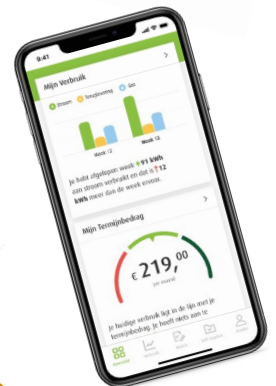 9:41
Mijn Verbruik
Stroom Teruglevering Gas
Week 12 Week 13
Je hebt afgelopen week 91 kWh
aan stroom verbruikt en dat is 12
kWh meer dan de week ervoor.
Mijn Termijnbedrag
€ 219,00
per maand
Je huidige verbruik ligt in de lijn met je
termijnbedrag. Je hoeft niets aan te
Overzicht Verbruik